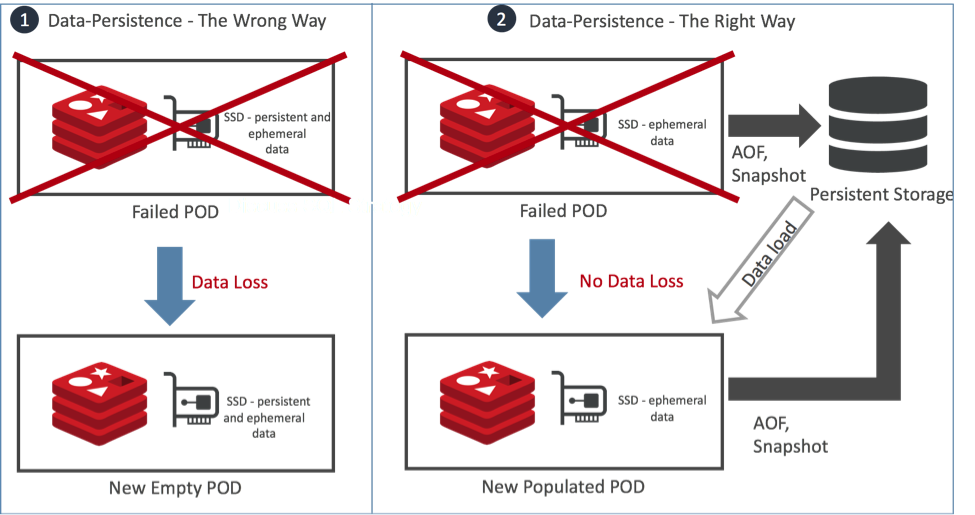 1 Data-Persistence - The Wrong Way
SSD - persistent and
ephemeral
data
Failed POD
Data Loss
SSD - persistent
and ephemeral
data
New Empty POD
2 Data-Persistence - The Right Way
SSD - ephemeral
data
Failed POD
AOF,
Snapshot
Persistent Storage
No Data Loss
Data load
SSD - ephemeral
data
New Populated POD
AOF,
Snapshot